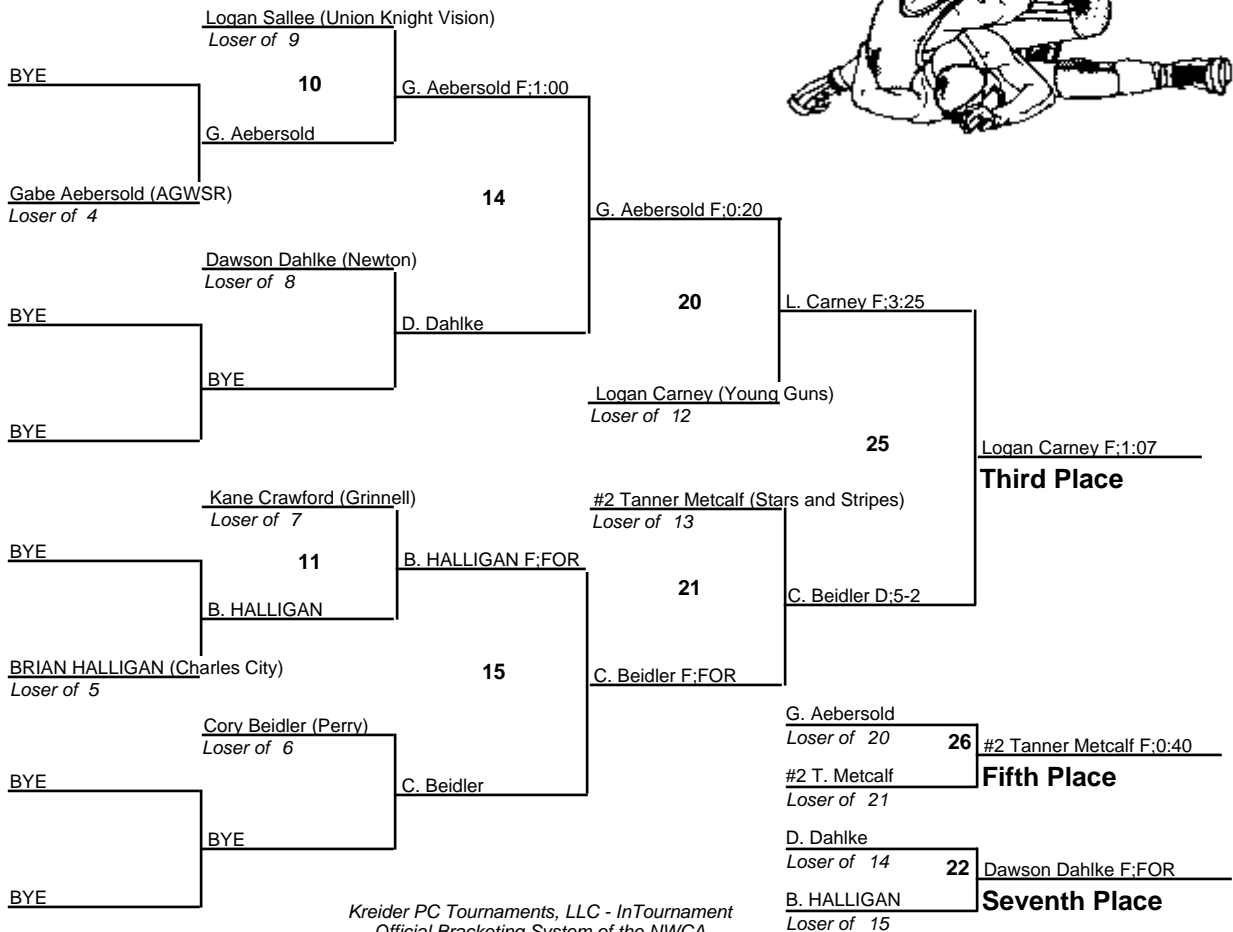 Logan Sallee (Union Knight Vision)
Loser of 9
BYE
10
G. Aebersold F;1:00
G. Aebersold
Gabe Aebersold (AGWSR)
Loser of 4
14
G. Aebersold F;0:20
Dawson Dahlke (Newton)
Loser of 8
BYE
D. Dahlke
20
L. Carney F;3:25
BYE
Logan Carney (Young Guns)
Loser of 12
BYE
25
Logan Carney F;1:07
Third Place
Kane Crawford (Grinnell)
Loser of 7
#2 Tanner Metcalf (Stars and Stripes)
Loser of 13
BYE
11
B. HALLIGAN F;FOR
21
C. Beidler D;5-2
B. HALLIGAN
BRIAN HALLIGAN (Charles City)
Loser of 5
15
C. Beidler F;FOR
Cory Beidler (Perry)
Loser of 6
G. Aebersold
Loser of 20
26
#2 Tanner Metcalf F;0:40
Fifth Place
BYE
C. Beidler
#2 T. Metcalf
Loser of 21
BYE
D. Dahlke
Loser of 14
22
Dawson Dahlke F;FOR
Seventh Place
BYE
B. HALLIGAN
Loser of 15
Kreider PC Tournaments, LLC - InTournament
Official Bracketing System of the NWCA